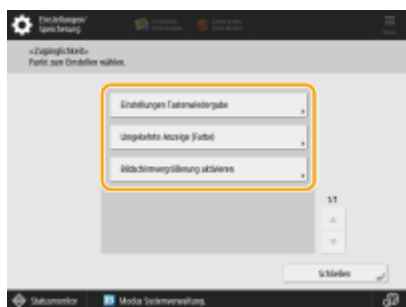 Einstellungen/
Speicherung
<Zugänglichkeit>
Punkt zum Einstellen wählen.
Einstellungen Tastenwiedergabe
Umgekehrte Anzeige (Farbe)
Bildschirmvergrößerung aktivieren
1/1
Schließen
Statusmonitor
Modus Systemverwaltung.